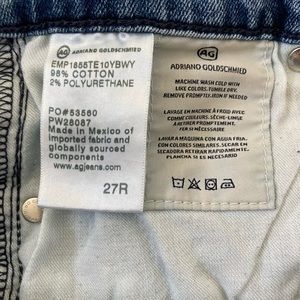 AG ADRIANO GOLDSCHMIED
EMP1855TE10YBWY
98% COTTON
2% POLYURETHANE
PO#53560
PW28087
Made in Mexico of
imported fabric and
globally sourced
components
www.agjeans.com
27R
AG
ADRIANO GOLDSCHMIED
MACHINE WASH COLD WITH
LIKE COLORS. TUMBLE DRY.
REMOVE PROMPTLY. IRON IF NEEDED.
LAVAGE EN MACHINE À FROID AVEC
COMME COULEURS. SÈCHE-LINGE.
RETIRER PROMPTEMENT.
FER SI NÉCESSAIRE.
LAVAR A MAQUINA CON AGUA FRIA.
CON COLORES SIMILARES. SECAR EN
SECADORA RETIRAR RAPIDAMENTE.
PLANCHA SI ES NECESARIO